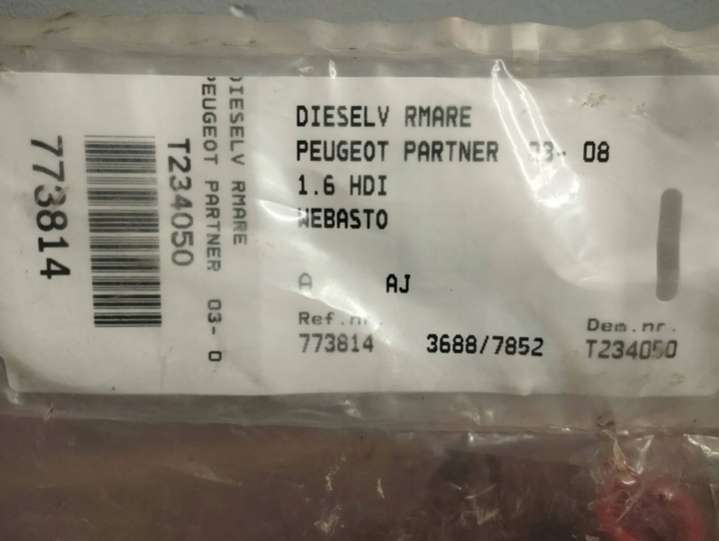 773814
T234050
DIESELV RMARE
PEUGEOT PARTNER 03- 0
DIESELV RMARE
PEUGEOT PARTNER 03- 08
1.6 HDI
WEBASTO
A AJ
Ref.nr.
773814
3688/7852
Dem.nr.
T234050